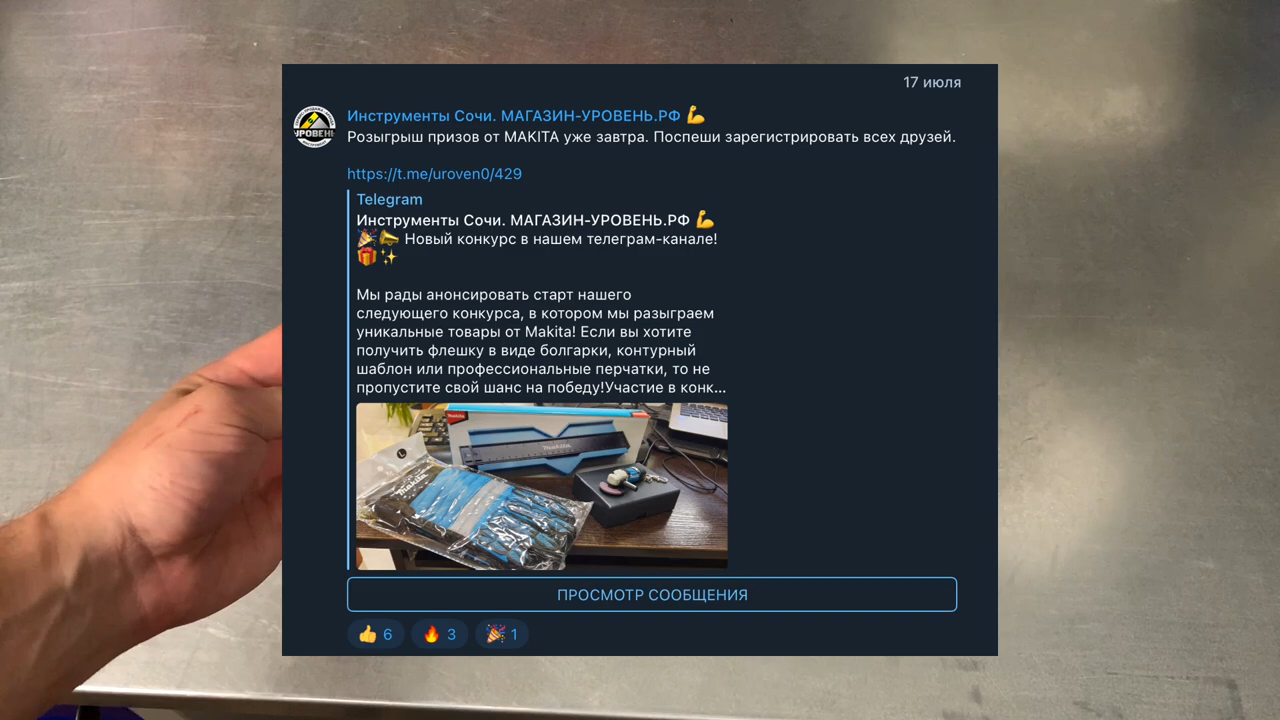 17 июля
Инструменты Сочи. МАГАЗИН-УРОВЕНЬ.РФ 💪
Розыгрыш призов от MAKITA уже завтра. Поспеши зарегистрировать всех друзей.
https://t.me/uroven0/429
Telegram
Инструменты Сочи. МАГАЗИН-УРОВЕНЬ.РФ 💪
🎉📣 Новый конкурс в нашем телеграм-канале!
🎁✨
Мы рады анонсировать старт нашего
следующего конкурса, в котором мы разыграем
уникальные товары от Makita! Если вы хотите
получить флешку в виде болгарки, контурный
шаблон или профессиональные перчатки, то не
пропустите свой шанс на победу!Участие в конк...
L
makita
ПРОСМОТР СООБЩЕНИЯ
👍 6 🔥 3 🎉 1
УРОВЕНЬ